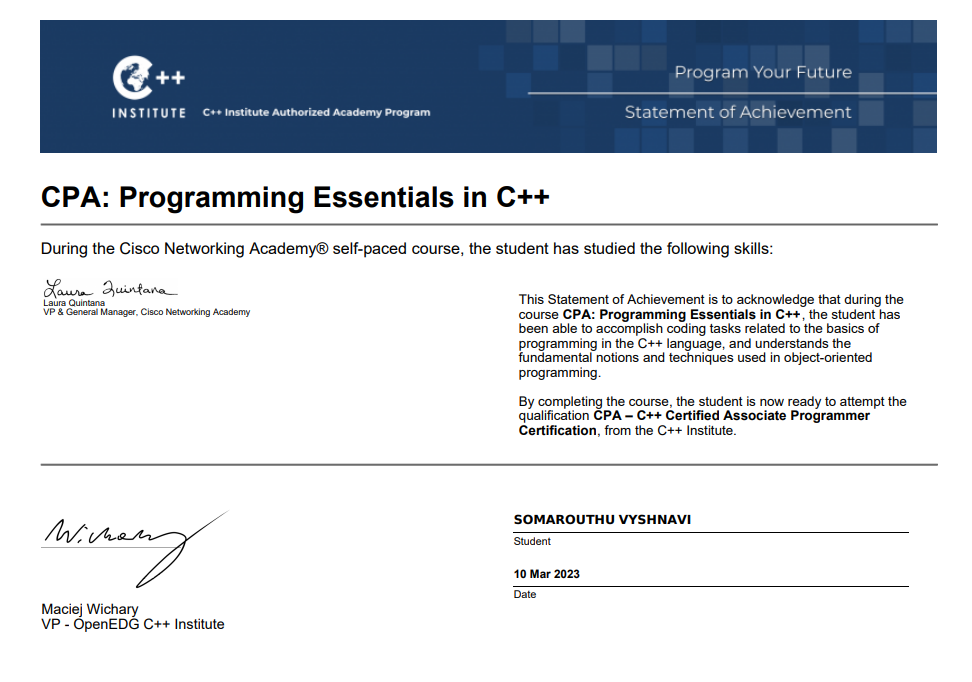 ++
INSTITUTE
C++ Institute Authorized Academy Program
Program Your Future
Statement of Achievement
CPA: Programming Essentials in C++
During the Cisco Networking Academy® self-paced course, the student has studied the following skills:
Laura Quintana
Laura Quintana
VP & General Manager, Cisco Networking Academy
This Statement of Achievement is to acknowledge that during the
course CPA: Programming Essentials in C++, the student has
been able to accomplish coding tasks related to the basics of
programming in the C++ language, and understands the
fundamental notions and techniques used in object-oriented
programming.
By completing the course, the student is now ready to attempt the
qualification CPA – C++ Certified Associate Programmer
Certification, from the C++ Institute.
W. ichary
Maciej Wichary
VP - OpenEDG C++ Institute
SOMAROUTHU VYSHNAVI
Student
10 Mar 2023
Date